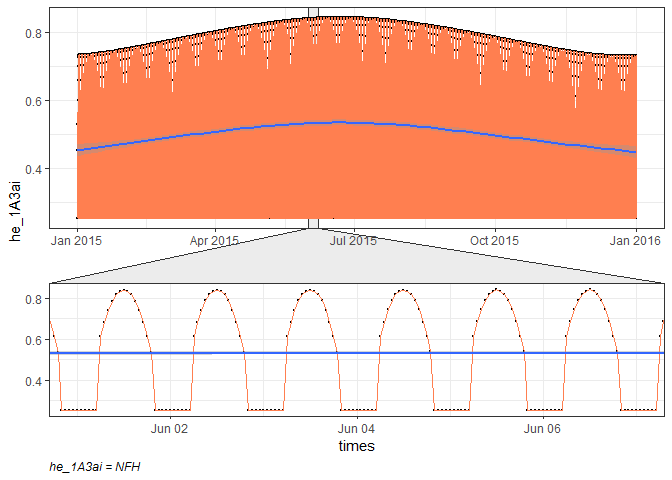 0.8
0.6
0.4
he_1A3ai
Jan 2015 Apr 2015 Jul 2015 Oct 2015 Jan 2016
0.8
0.6
0.4
Jun 02 Jun 04 Jun 06
times
he_1A3ai = NFH